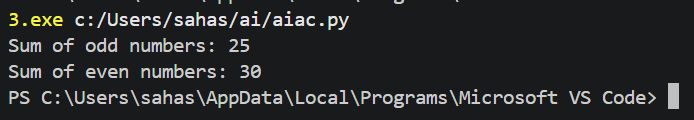 3.exe c:/Users/sahas/ai/aiac.py
Sum of odd numbers: 25
Sum of even numbers: 30
PS C:\Users\sahas\AppData\Local\Programs\Microsoft VS Code>